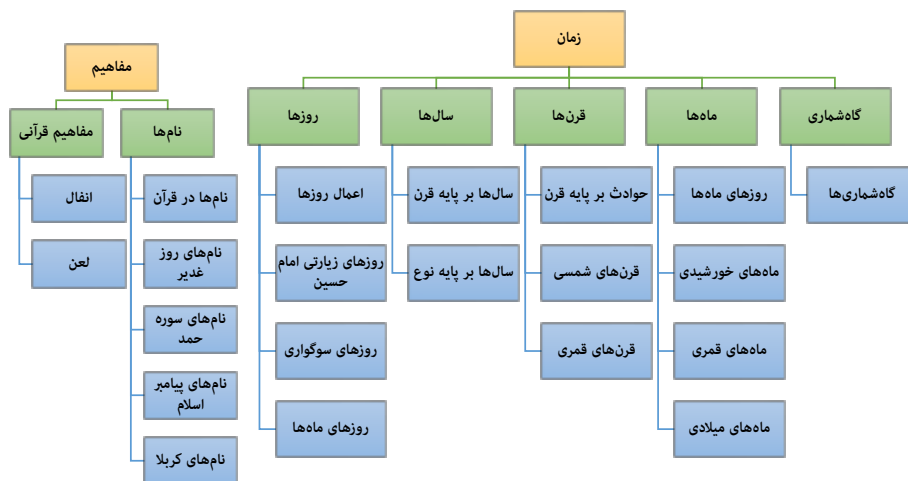 زمان
گاه‌شماری
گاه‌شماری‌ها
ماه‌ها
روزهای ماه‌ها
ماه‌های خورشیدی
ماه‌های قمری
ماه‌های میلادی
قرن‌ها
حوادث بر پایه قرن
قرن‌های شمسی
قرن‌های قمری
سال‌ها
سال‌ها بر پایه قرن
سال‌ها بر پایه نوع
روزها
اعمال روزها
روزهای زیارتی امام
حسین
روزهای سوگواری
روزهای ماه‌ها
مفاهیم
نام‌ها
نام‌ها در قرآن
نام‌های روز
غدیر
نام‌های سوره
حمد
نام‌های پیامبر
اسلام
نام‌های کربلا
مفاهیم قرآنی
انفال
لعن